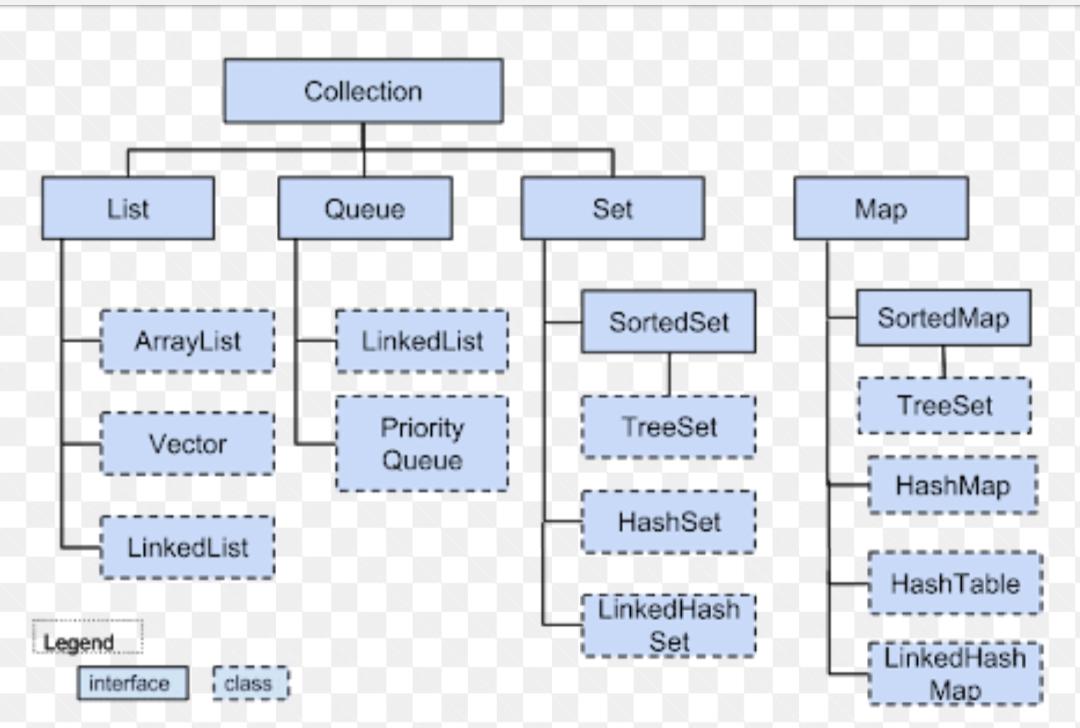 Collection
List
Queue
Set
Map
ArrayList
Vector
LinkedList
LinkedList
Priority
Queue
SortedSet
TreeSet
HashSet
LinkedHash
Set
SortedMap
TreeSet
HashMap
HashTable
LinkedHash
Map
Legend
interface
class